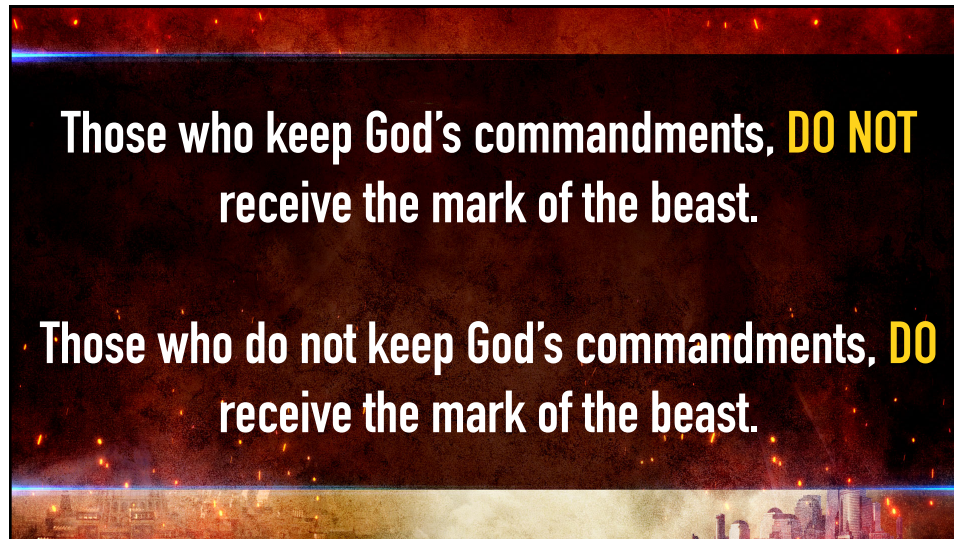 Those who keep God’s commandments, DO NOT
receive the mark of the beast.
Those who do not keep God’s commandments, DO
receive the mark of the beast.